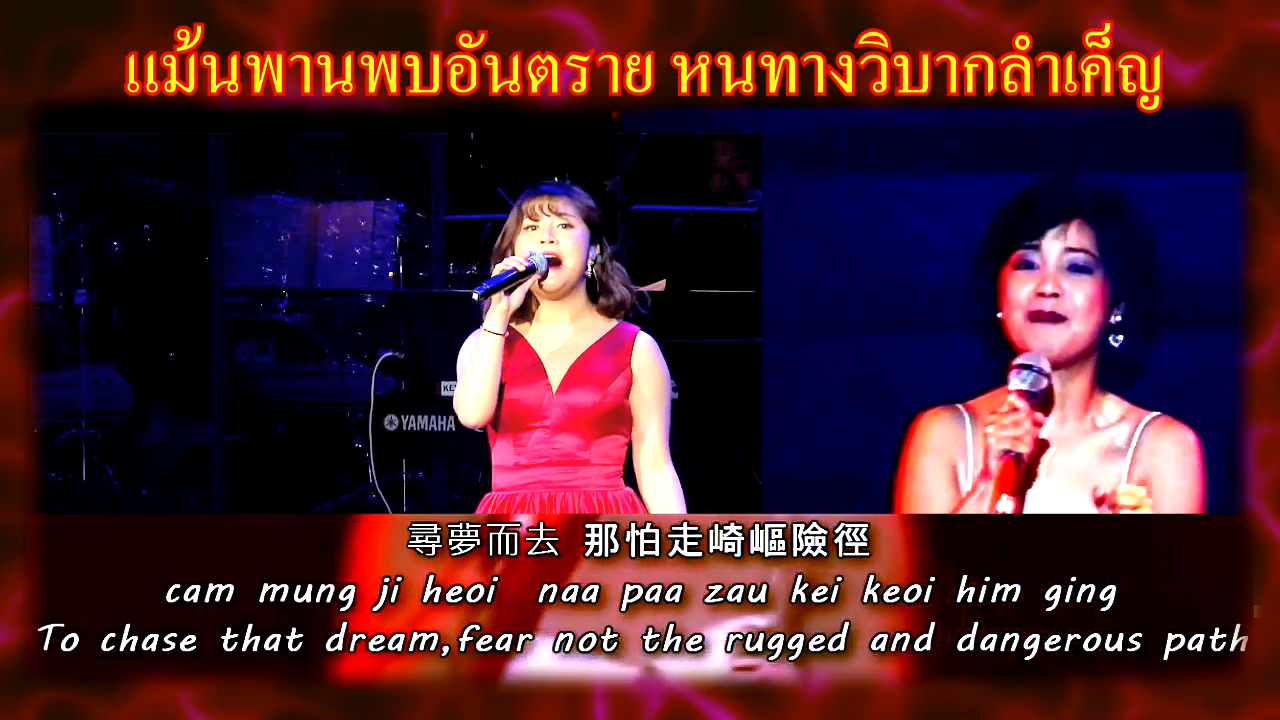 แม้นพานพบอันตราย หนทางวิบากลำเค็ญ
KE
YAMAHA
尋夢而去 那怕走崎嶇險徑
cam mung ji heoi naa paa zau kei keoi him ging
To chase that dream,fear not the rugged and dangerous path